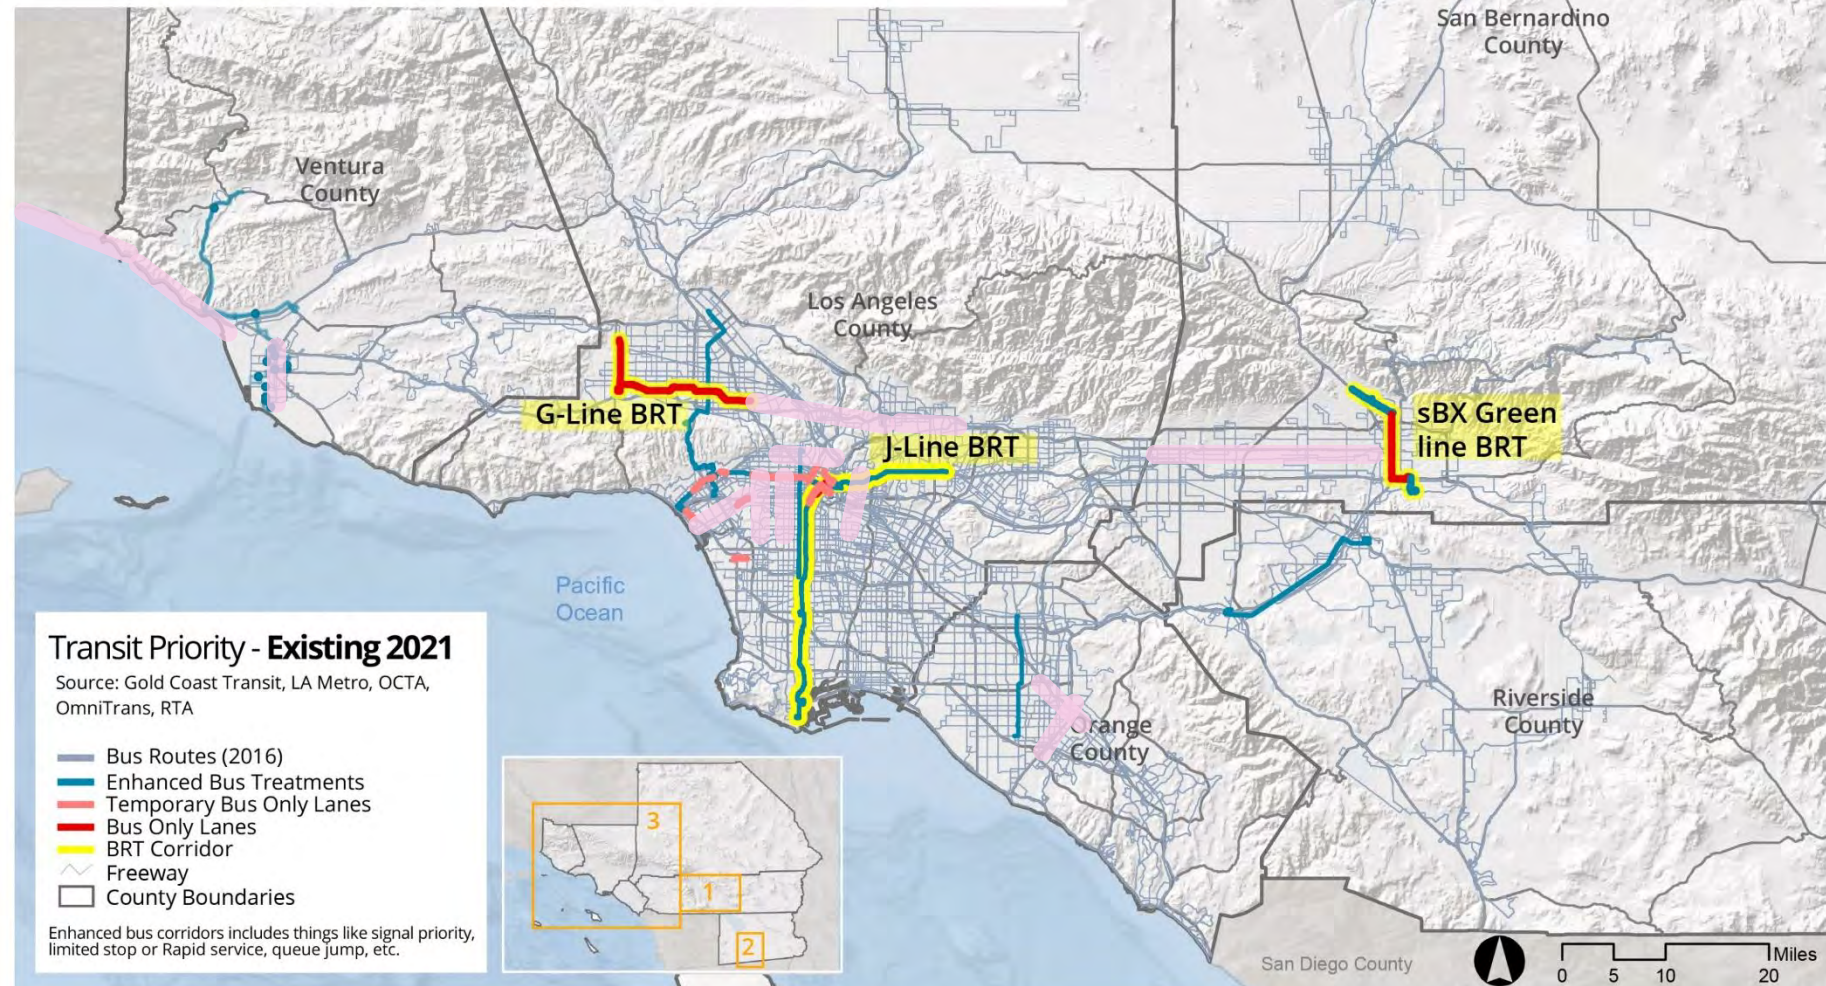 San Bernardino
County
Ventura
County
Los Angeles
County
G-Line BRT
J-Line BRT
sBX Green
line BRT
Pacific
Ocean
Orange
County
Riverside
County
San Diego County
Transit Priority - Existing 2021
Source: Gold Coast Transit, LA Metro, OCTA,
OmniTrans, RTA
Bus Routes (2016)
Enhanced Bus Treatments
Temporary Bus Only Lanes
Bus Only Lanes
BRT Corridor
Freeway
County Boundaries
Enhanced bus corridors includes things like signal priority,
limited stop or Rapid service, queue jump, etc.
3
1
2
Miles
0 5 10 20